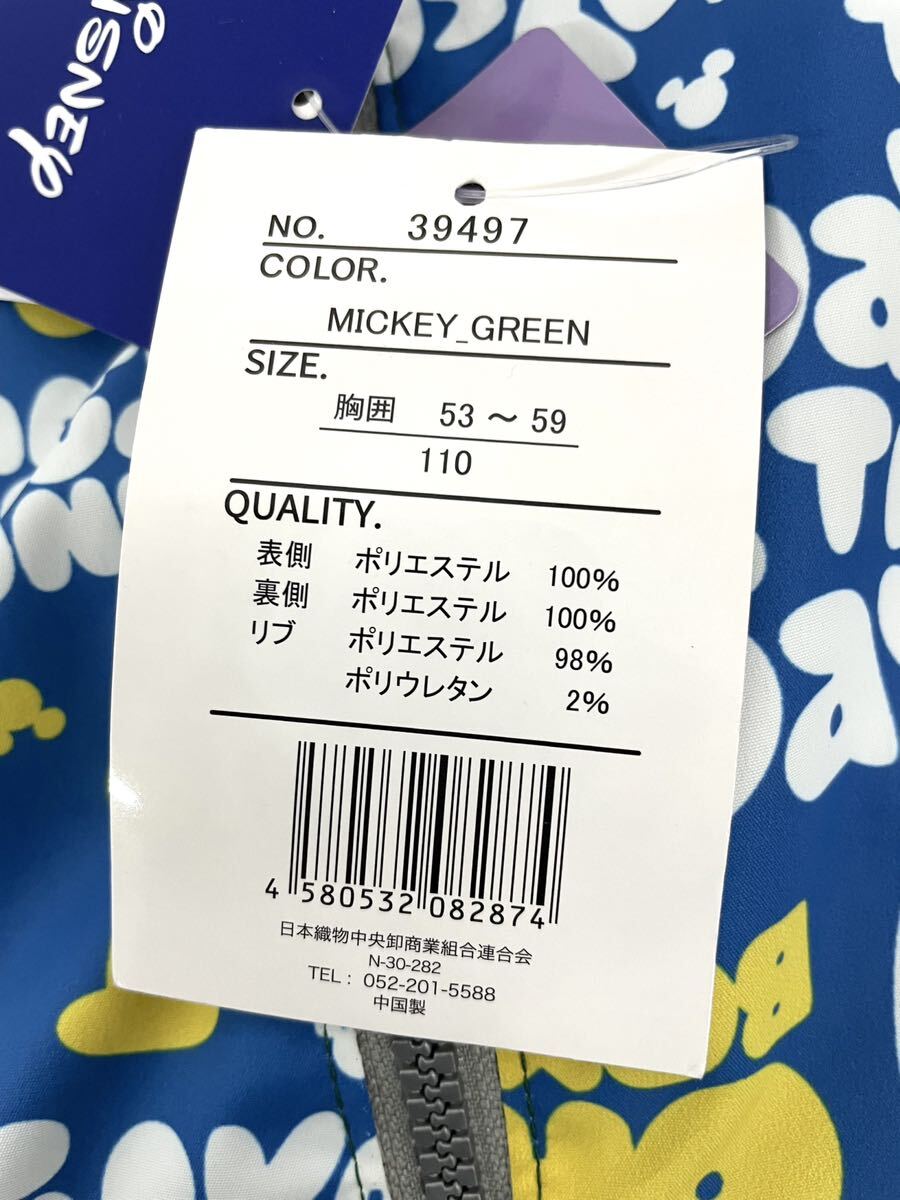 DISNEY
NO. 39497
COLOR.
MICKEY_GREEN
SIZE.
胸囲 53 ～ 59
110
QUALITY.
表側 ポリエステル 100%
裏側 ポリエステル 100%
リブ ポリエステル 98%
ポリウレタン 2%
4 580532 082874
日本織物中央卸商業組合連合会
N-30-282
TEL : 052-201-5588
中国製